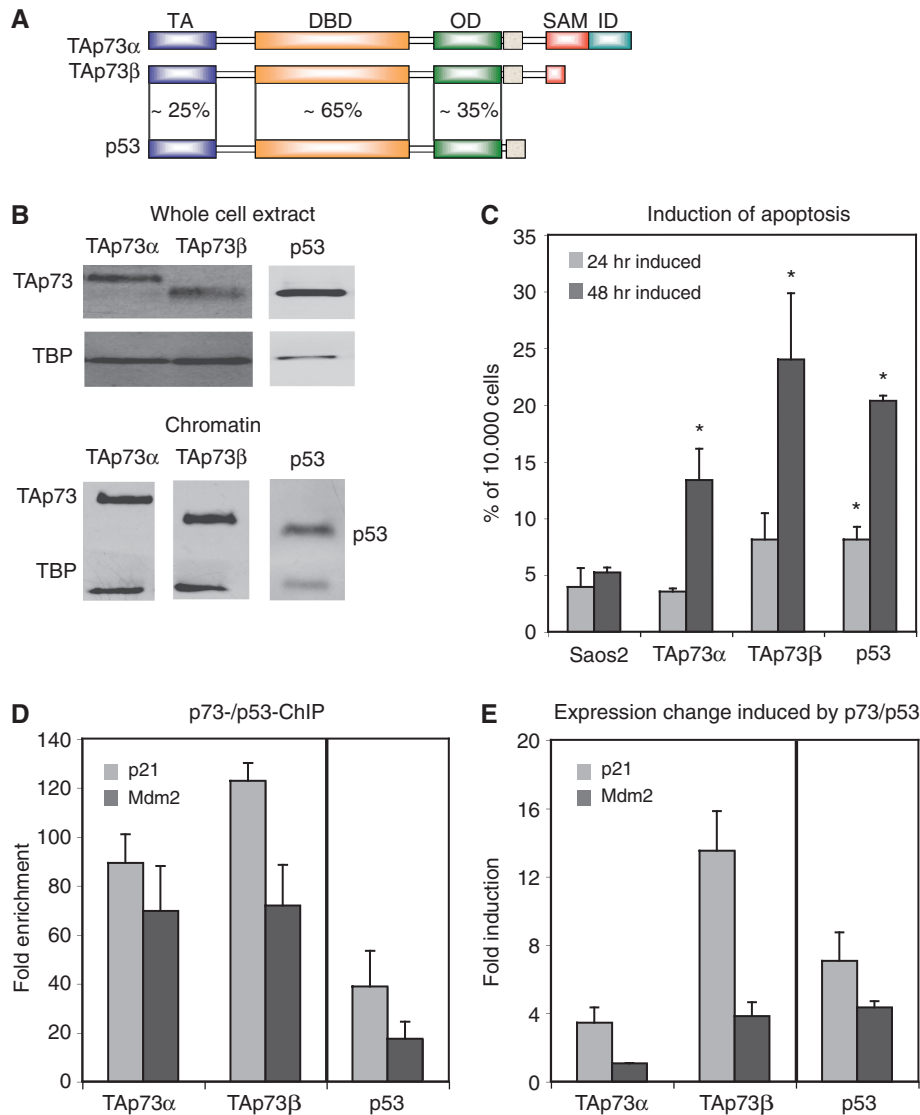 A
TA DBD OD SAM ID
TAp73α
TAp73β
~ 25% ~ 65% ~ 35%
p53
B
Whole cell extract
TAp73α TAp73β p53
TAp73
TBP
Chromatin
TAp73α TAp73β p53
TAp73
p53
TBP
C
Induction of apoptosis
24 hr induced
48 hr induced
% of 10.000 cells
35
30
25
20
15
10
5
0
* * * *
Saos2 TAp73α TAp73β p53
D
p73-/p53-ChIP
p21
Mdm2
Fold enrichment
140
120
100
80
60
40
20
0
TAp73α TAp73β p53
E
Expression change induced by p73/p53
p21
Mdm2
Fold induction
20
16
12
8
4
0
TAp73α TAp73β p53